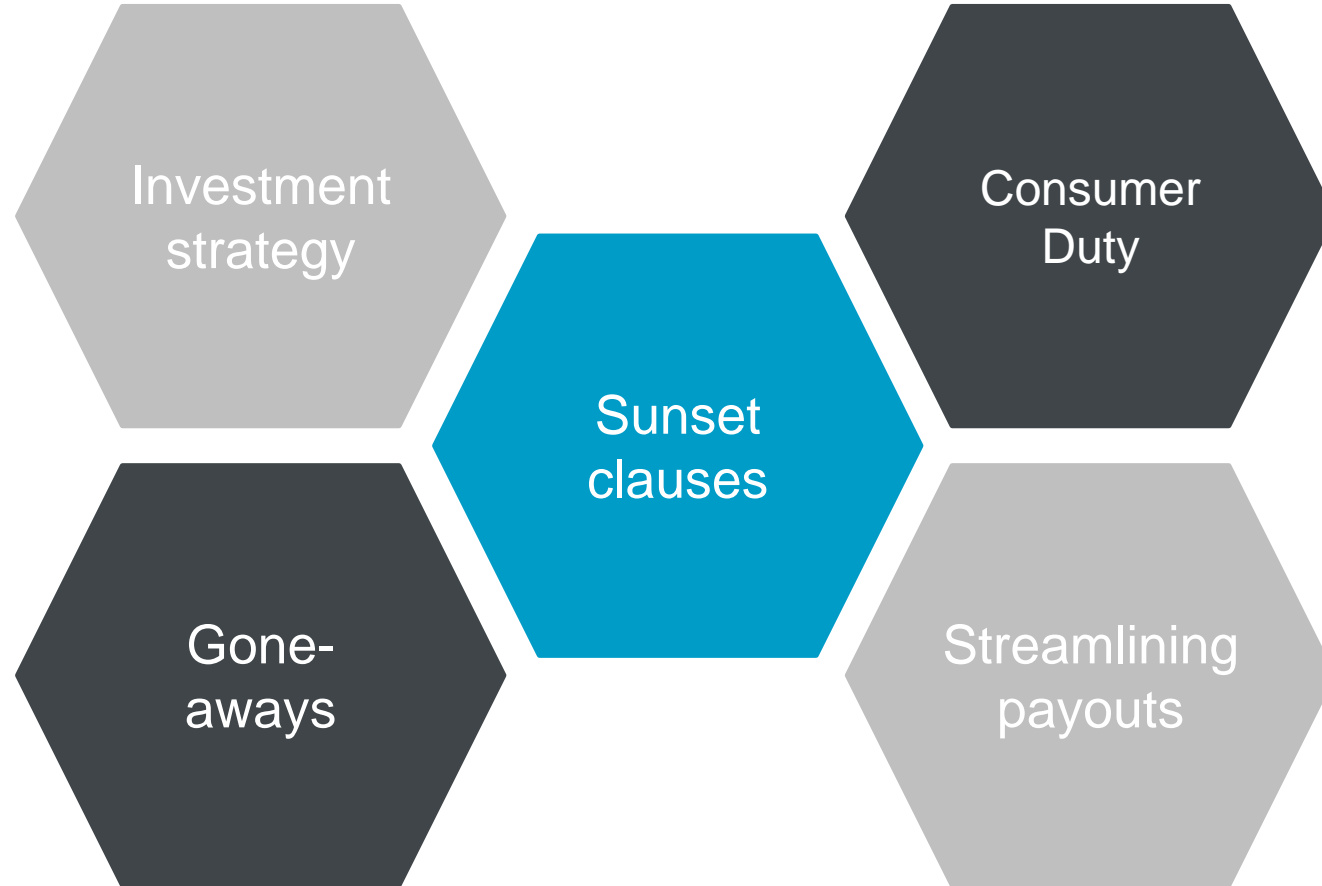 Investment
strategy
Consumer
Duty
Sunset
clauses
Gone-
aways
Streamlining
payouts